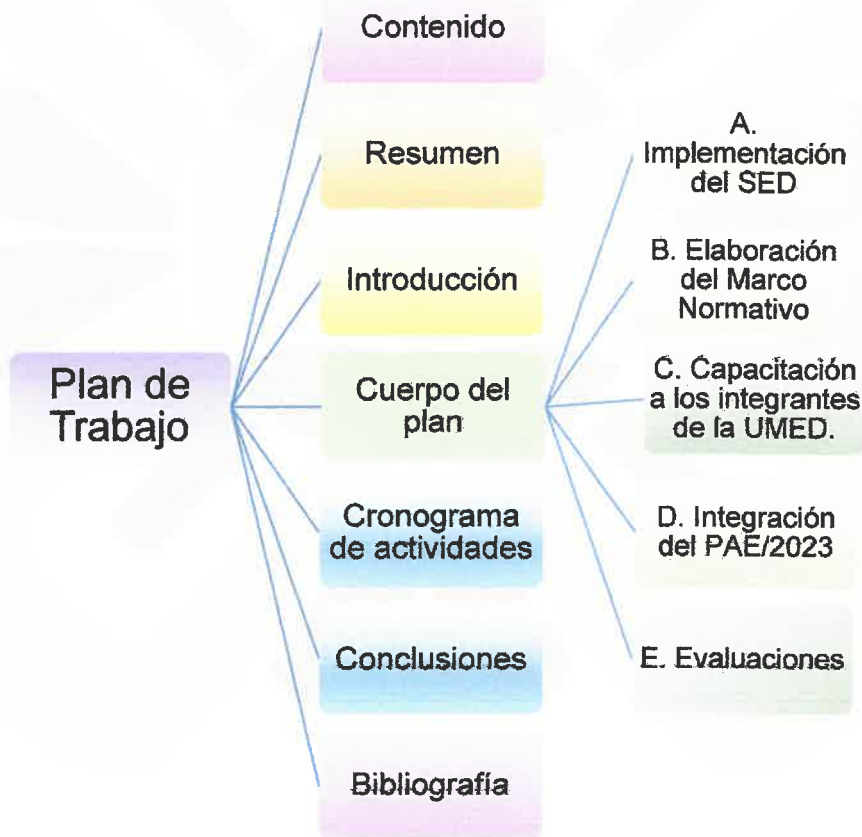 Plan de
Trabajo
Contenido
Resumen
Introducción
Cuerpo del
plan
Cronograma
de actividades
Conclusiones
Bibliografía
A.
Implementación
del SED
B. Elaboración
del Marco
Normativo
C. Capacitación
a los integrantes
de la UMED.
D. Integración
del PAE/2023
E. Evaluaciones